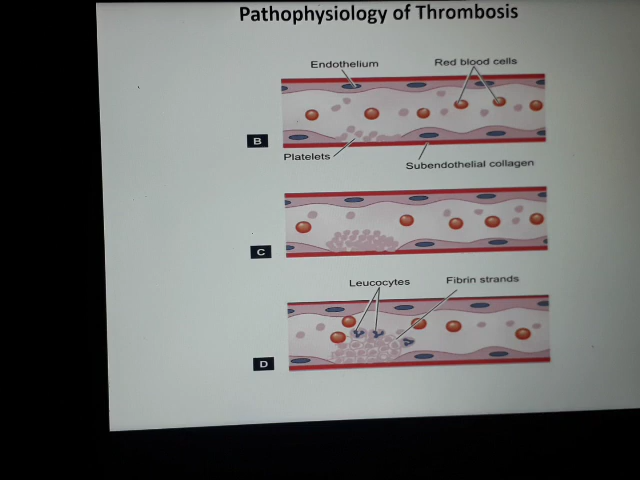 Pathophysiology of Thrombosis
Endothelium
Red blood cells
B
Platelets
Subendothelial collagen
C
Leucocytes
Fibrin strands
D